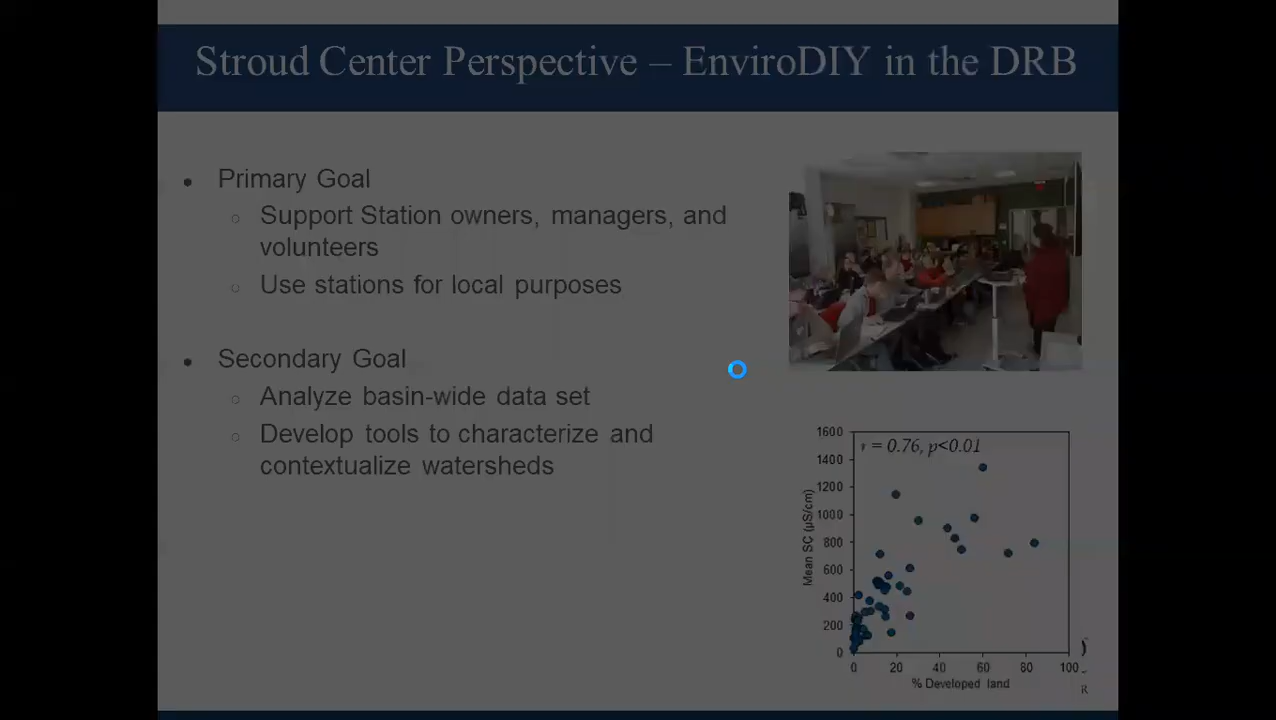 Stroud Center Perspective – EnviroDIY in the DRB
Primary Goal
Support Station owners, managers, and
volunteers
Use stations for local purposes
Secondary Goal
Analyze basin-wide data set
Develop tools to characterize and
contextualize watersheds
r = 0.76, p<0.01
1600
1400
1200
1000
800
600
400
200
0
Mean SC (µS/cm)
0 20 40 60 80 100
% Developed land
R